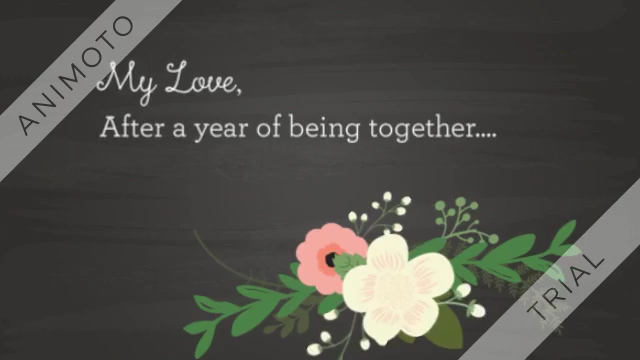 ANIMOTO
My Love,
After a year of being together....
TRIAL